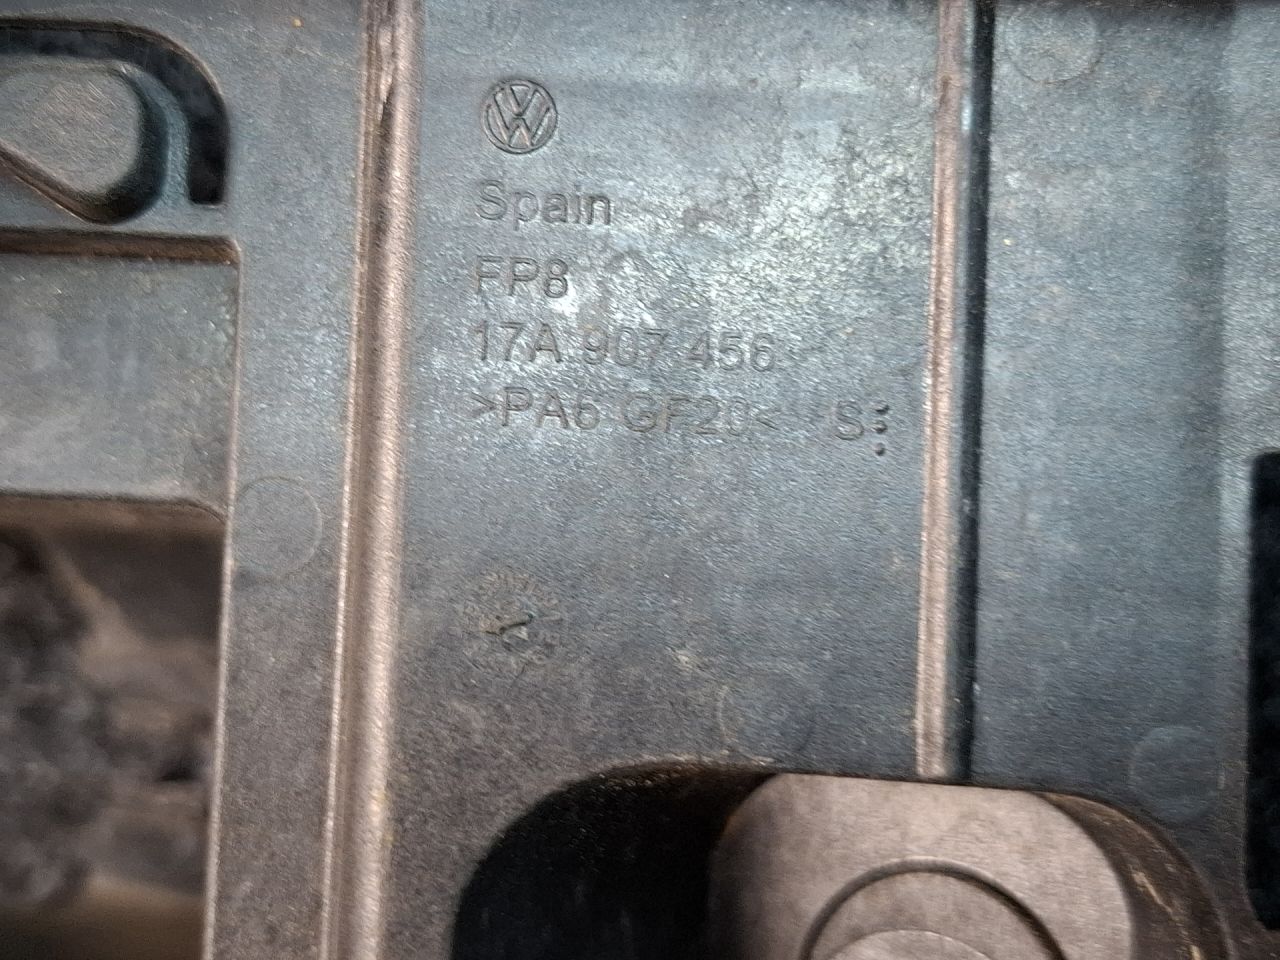 Spain
FP8
17A 907 456
>PA6 GF20< S